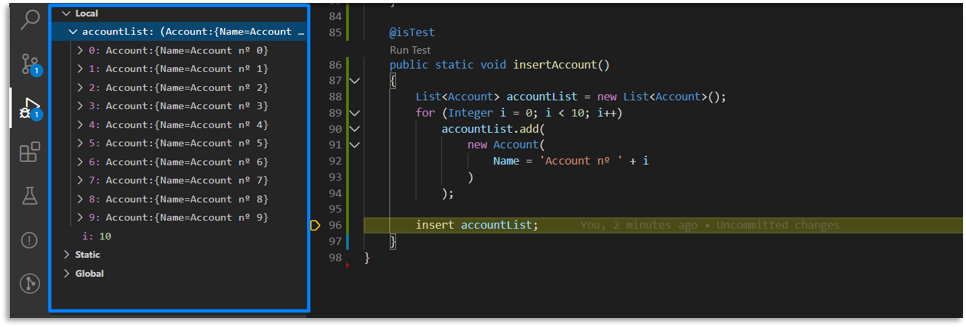 Local
accountList: (Account:{Name=Account ...
0: Account:{Name=Account nº 0}
1: Account:{Name=Account nº 1}
2: Account:{Name=Account nº 2}
3: Account:{Name=Account nº 3}
4: Account:{Name=Account nº 4}
5: Account:{Name=Account nº 5}
6: Account:{Name=Account nº 6}
7: Account:{Name=Account nº 7}
8: Account:{Name=Account nº 8}
9: Account:{Name=Account nº 9}
i: 10
Static
Global
1
1
84
85 @isTest
Run Test
86 public static void insertAccount()
87 {
88 List<Account> accountList = new List<Account>();
89 for (Integer i = 0; i < 10; i++)
90 accountList.add(
91 new Account(
92 Name = 'Account nº ' + i
93 )
94 );
95
96 insert accountList; You, 2 minutes ago • Uncommitted changes
97 }
98 }